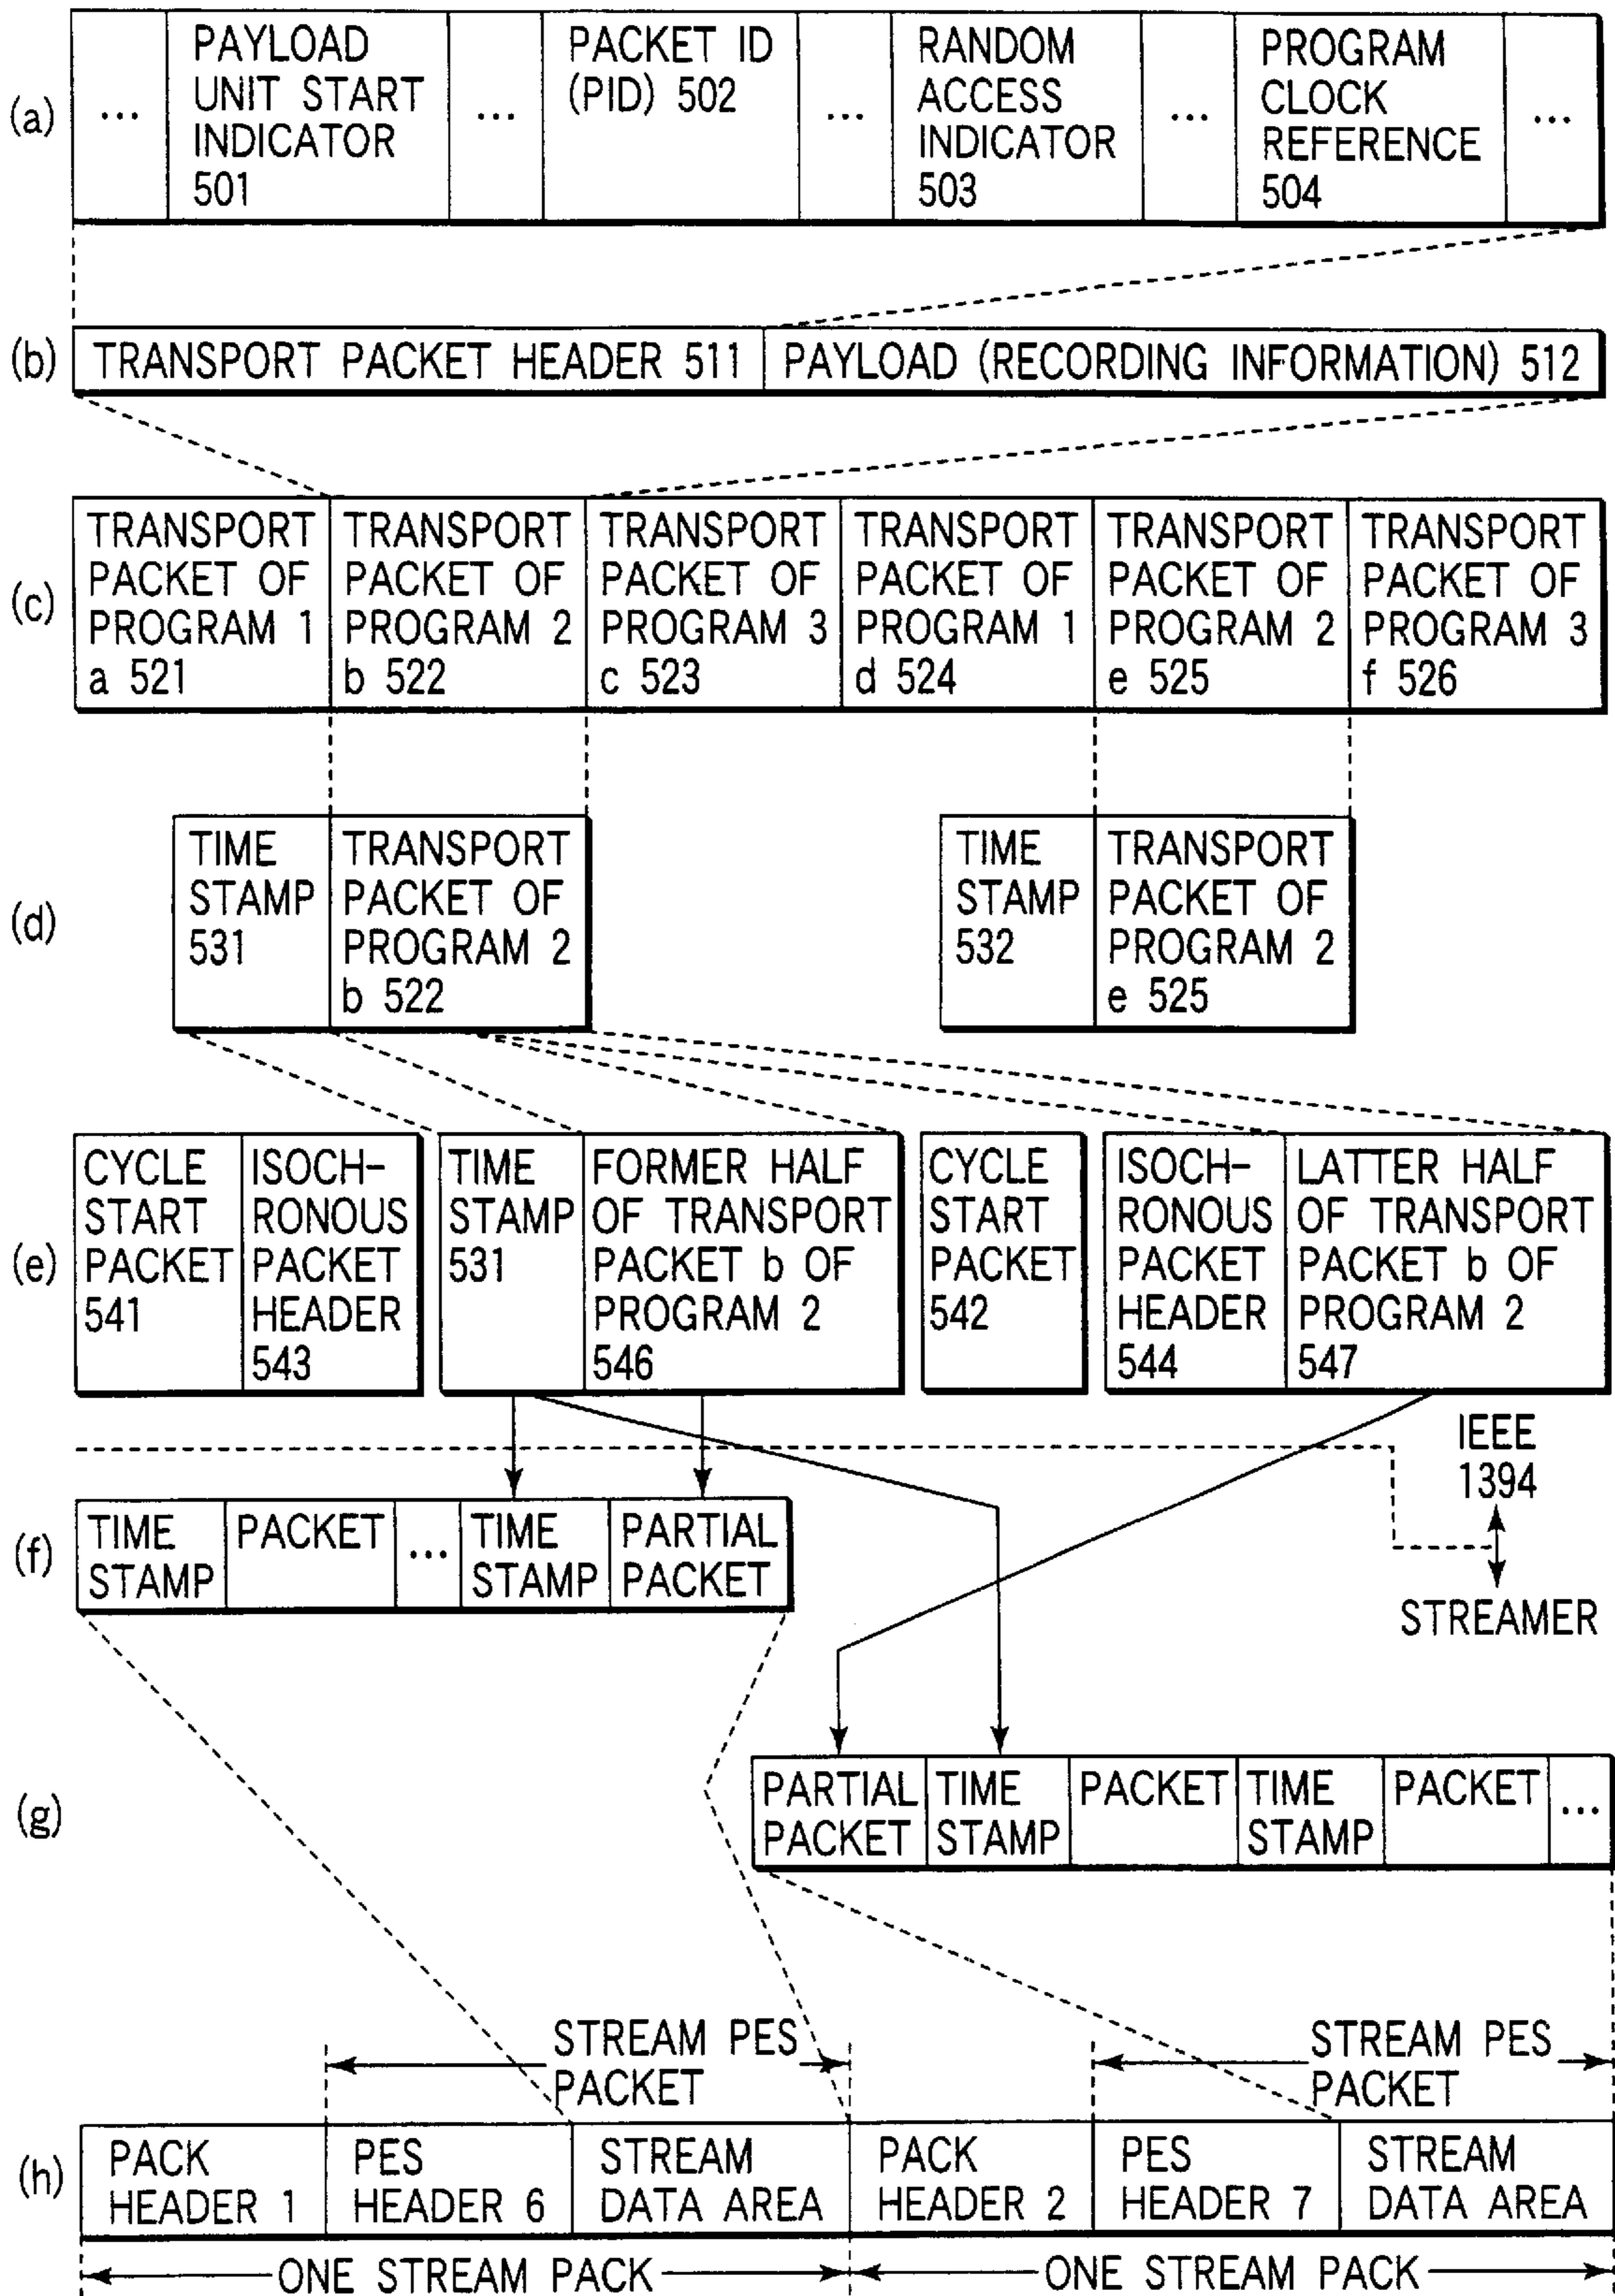 (a)
...
PAYLOAD
UNIT START
INDICATOR
501
...
PACKET ID
(PID) 502
...
RANDOM
ACCESS
INDICATOR
503
...
PROGRAM
CLOCK
REFERENCE
504
...
(b)
TRANSPORT PACKET HEADER 511
PAYLOAD (RECORDING INFORMATION) 512
(c)
TRANSPORT
PACKET OF
PROGRAM 1
a 521
TRANSPORT
PACKET OF
PROGRAM 2
b 522
TRANSPORT
PACKET OF
PROGRAM 3
c 523
TRANSPORT
PACKET OF
PROGRAM 1
d 524
TRANSPORT
PACKET OF
PROGRAM 2
e 525
TRANSPORT
PACKET OF
PROGRAM 3
f 526
(d)
TIME
STAMP
531
TRANSPORT
PACKET OF
PROGRAM 2
b 522
TIME
STAMP
532
TRANSPORT
PACKET OF
PROGRAM 2
e 525
(e)
CYCLE
START
PACKET
541
ISOCH-
RONOUS
PACKET
HEADER
543
TIME
STAMP
531
FORMER HALF
OF TRANSPORT
PACKET b OF
PROGRAM 2
546
CYCLE
START
PACKET
542
ISOCH-
RONOUS
PACKET
HEADER
544
LATTER HALF
OF TRANSPORT
PACKET b OF
PROGRAM 2
547
IEEE
1394
STREAMER
(f)
TIME
STAMP
PACKET
...
TIME
STAMP
PARTIAL
PACKET
(g)
PARTIAL
PACKET
TIME
STAMP
PACKET
TIME
STAMP
PACKET
...
STREAM PES
PACKET
STREAM PES
PACKET
(h)
PACK
HEADER 1
PES
HEADER 6
STREAM
DATA AREA
PACK
HEADER 2
PES
HEADER 7
STREAM
DATA AREA
ONE STREAM PACK
ONE STREAM PACK